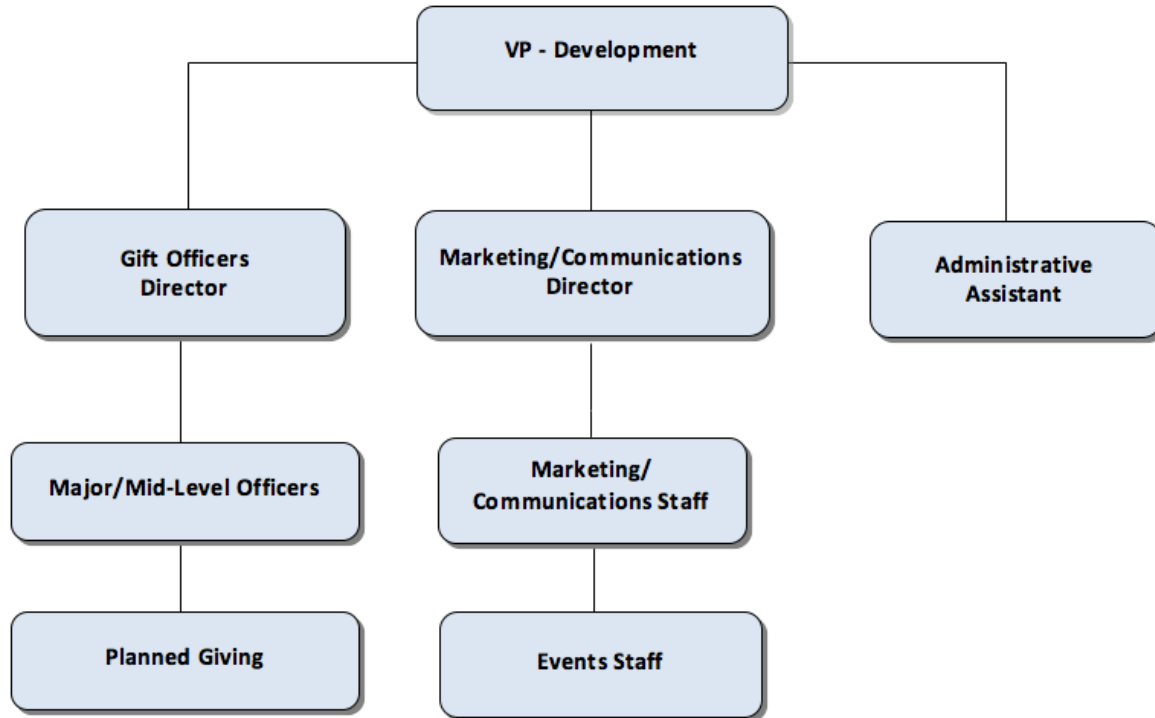 VP - Development
Gift Officers
Director
Marketing/Communications
Director
Administrative
Assistant
Major/Mid-Level Officers
Marketing/
Communications Staff
Planned Giving
Events Staff